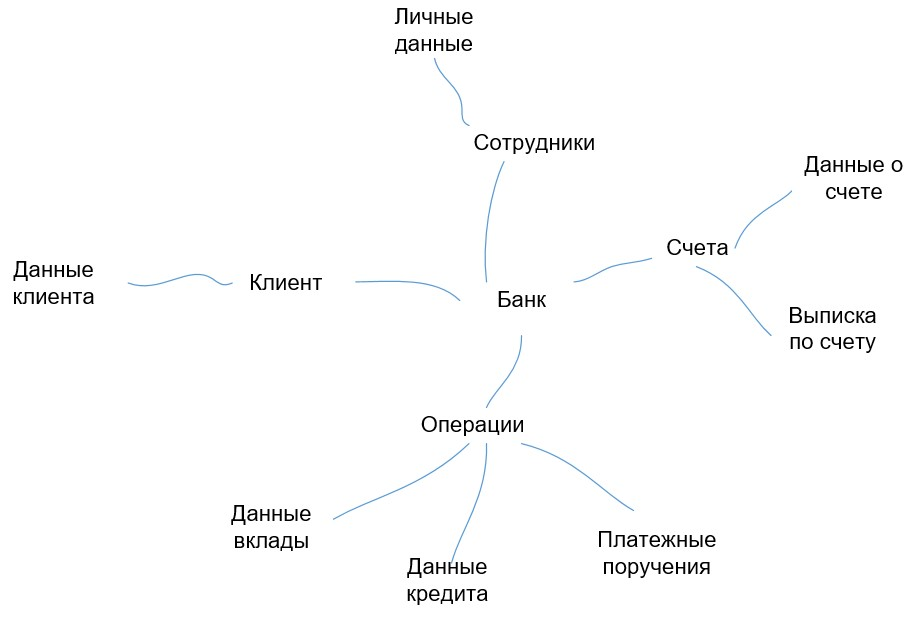 Личные
данные
Сотрудники
Данные о
счете
Счета
Данные
клиента
Клиент
Банк
Выписка
по счету
Операции
Данные
вклады
Данные
кредита
Платежные
поручения